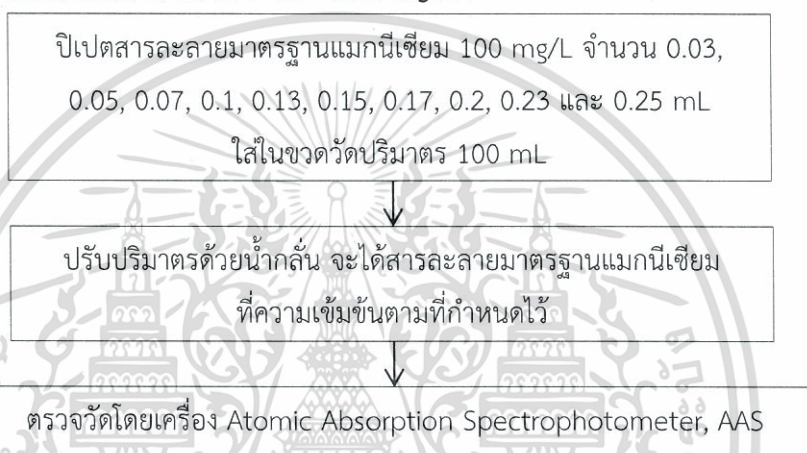 ปิเปตสารละลายมาตรฐานแมกนีเซียม 100 mg/L จำนวน 0.03,
0.05, 0.07, 0.1, 0.13, 0.15, 0.17, 0.2, 0.23 และ 0.25 mL
ใส่ในขวดวัดปริมาตร 100 mL
ปรับปริมาตรด้วยน้ำกลั่น จะได้สารละลายมาตรฐานแมกนีเซียม
ที่ความเข้มข้นตามที่กำหนดไว้
ตรวจวัดโดยเครื่อง Atomic Absorption Spectrophotometer, AAS